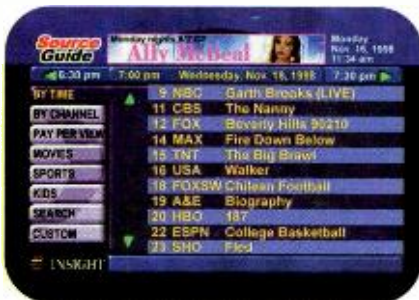 Source
Guide
Monday nights 8/7c
Ally McBeal
Monday
Nov. 16, 1998
11:34 am
6:30 pm
7:00 pm
Wednesday, Nov. 18, 1998
7:30 pm
BY TIME
BY CHANNEL
PAY PER VIEW
MOVIES
SPORTS
KIDS
SEARCH
CUSTOM
9 NBC Garth Brooks (LIVE)
11 CBS The Nanny
12 FOX Beverly Hills 90210
14 MAX Fire Down Below
15 TNT The Big Brawl
16 USA Walker
18 FOXSW Chilean Football
19 A&E Biography
20 HBO 187
22 ESPN College Basketball
23 SHO Fled
INSIGHT